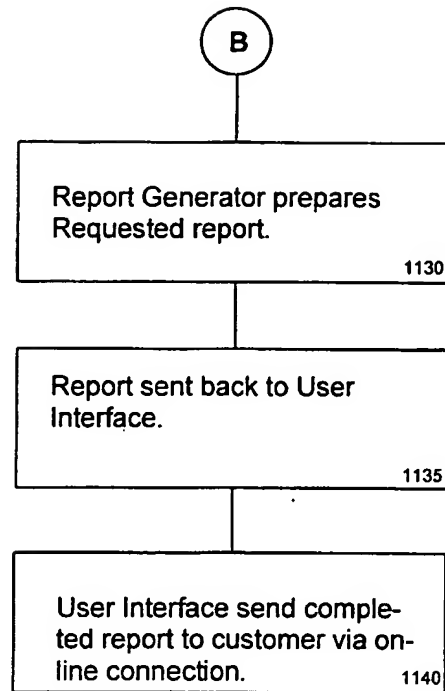 B
Report Generator prepares
Requested report.
1130
Report sent back to User
Interface.
1135
User Interface send comple-
ted report to customer via on-
line connection.
1140